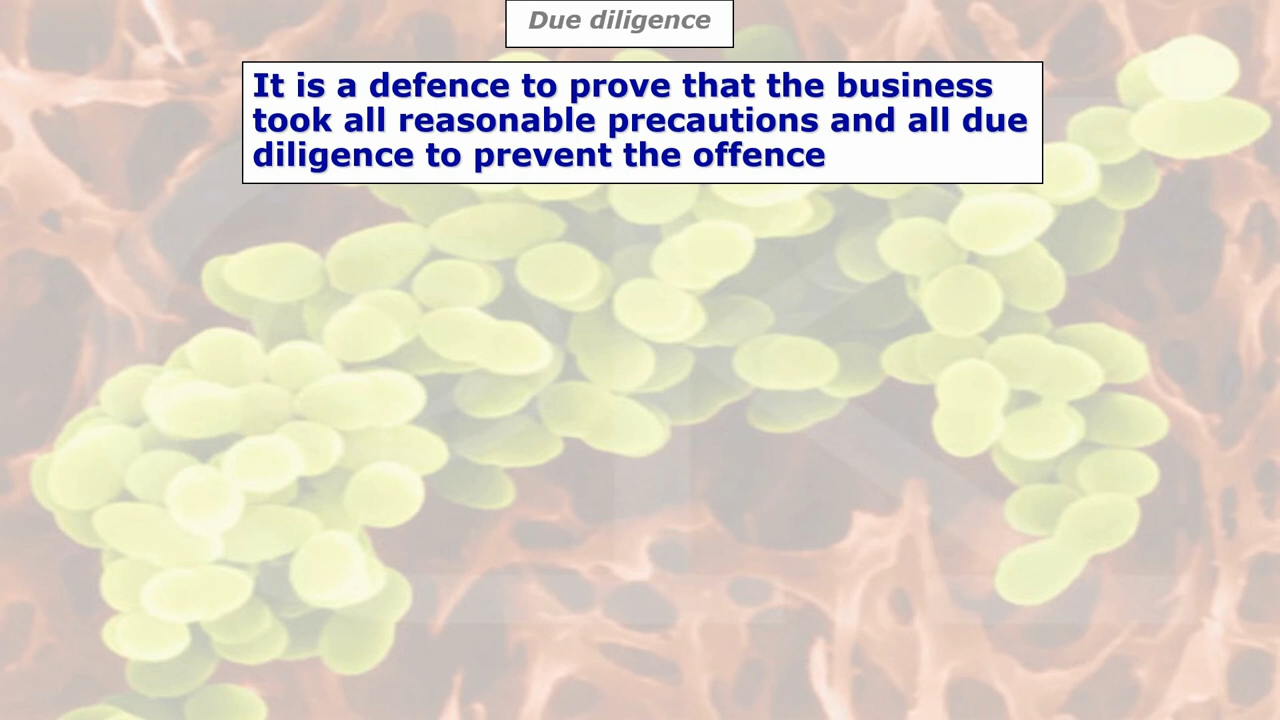 Due diligence
It is a defence to prove that the business
took all reasonable precautions and all due
diligence to prevent the offence